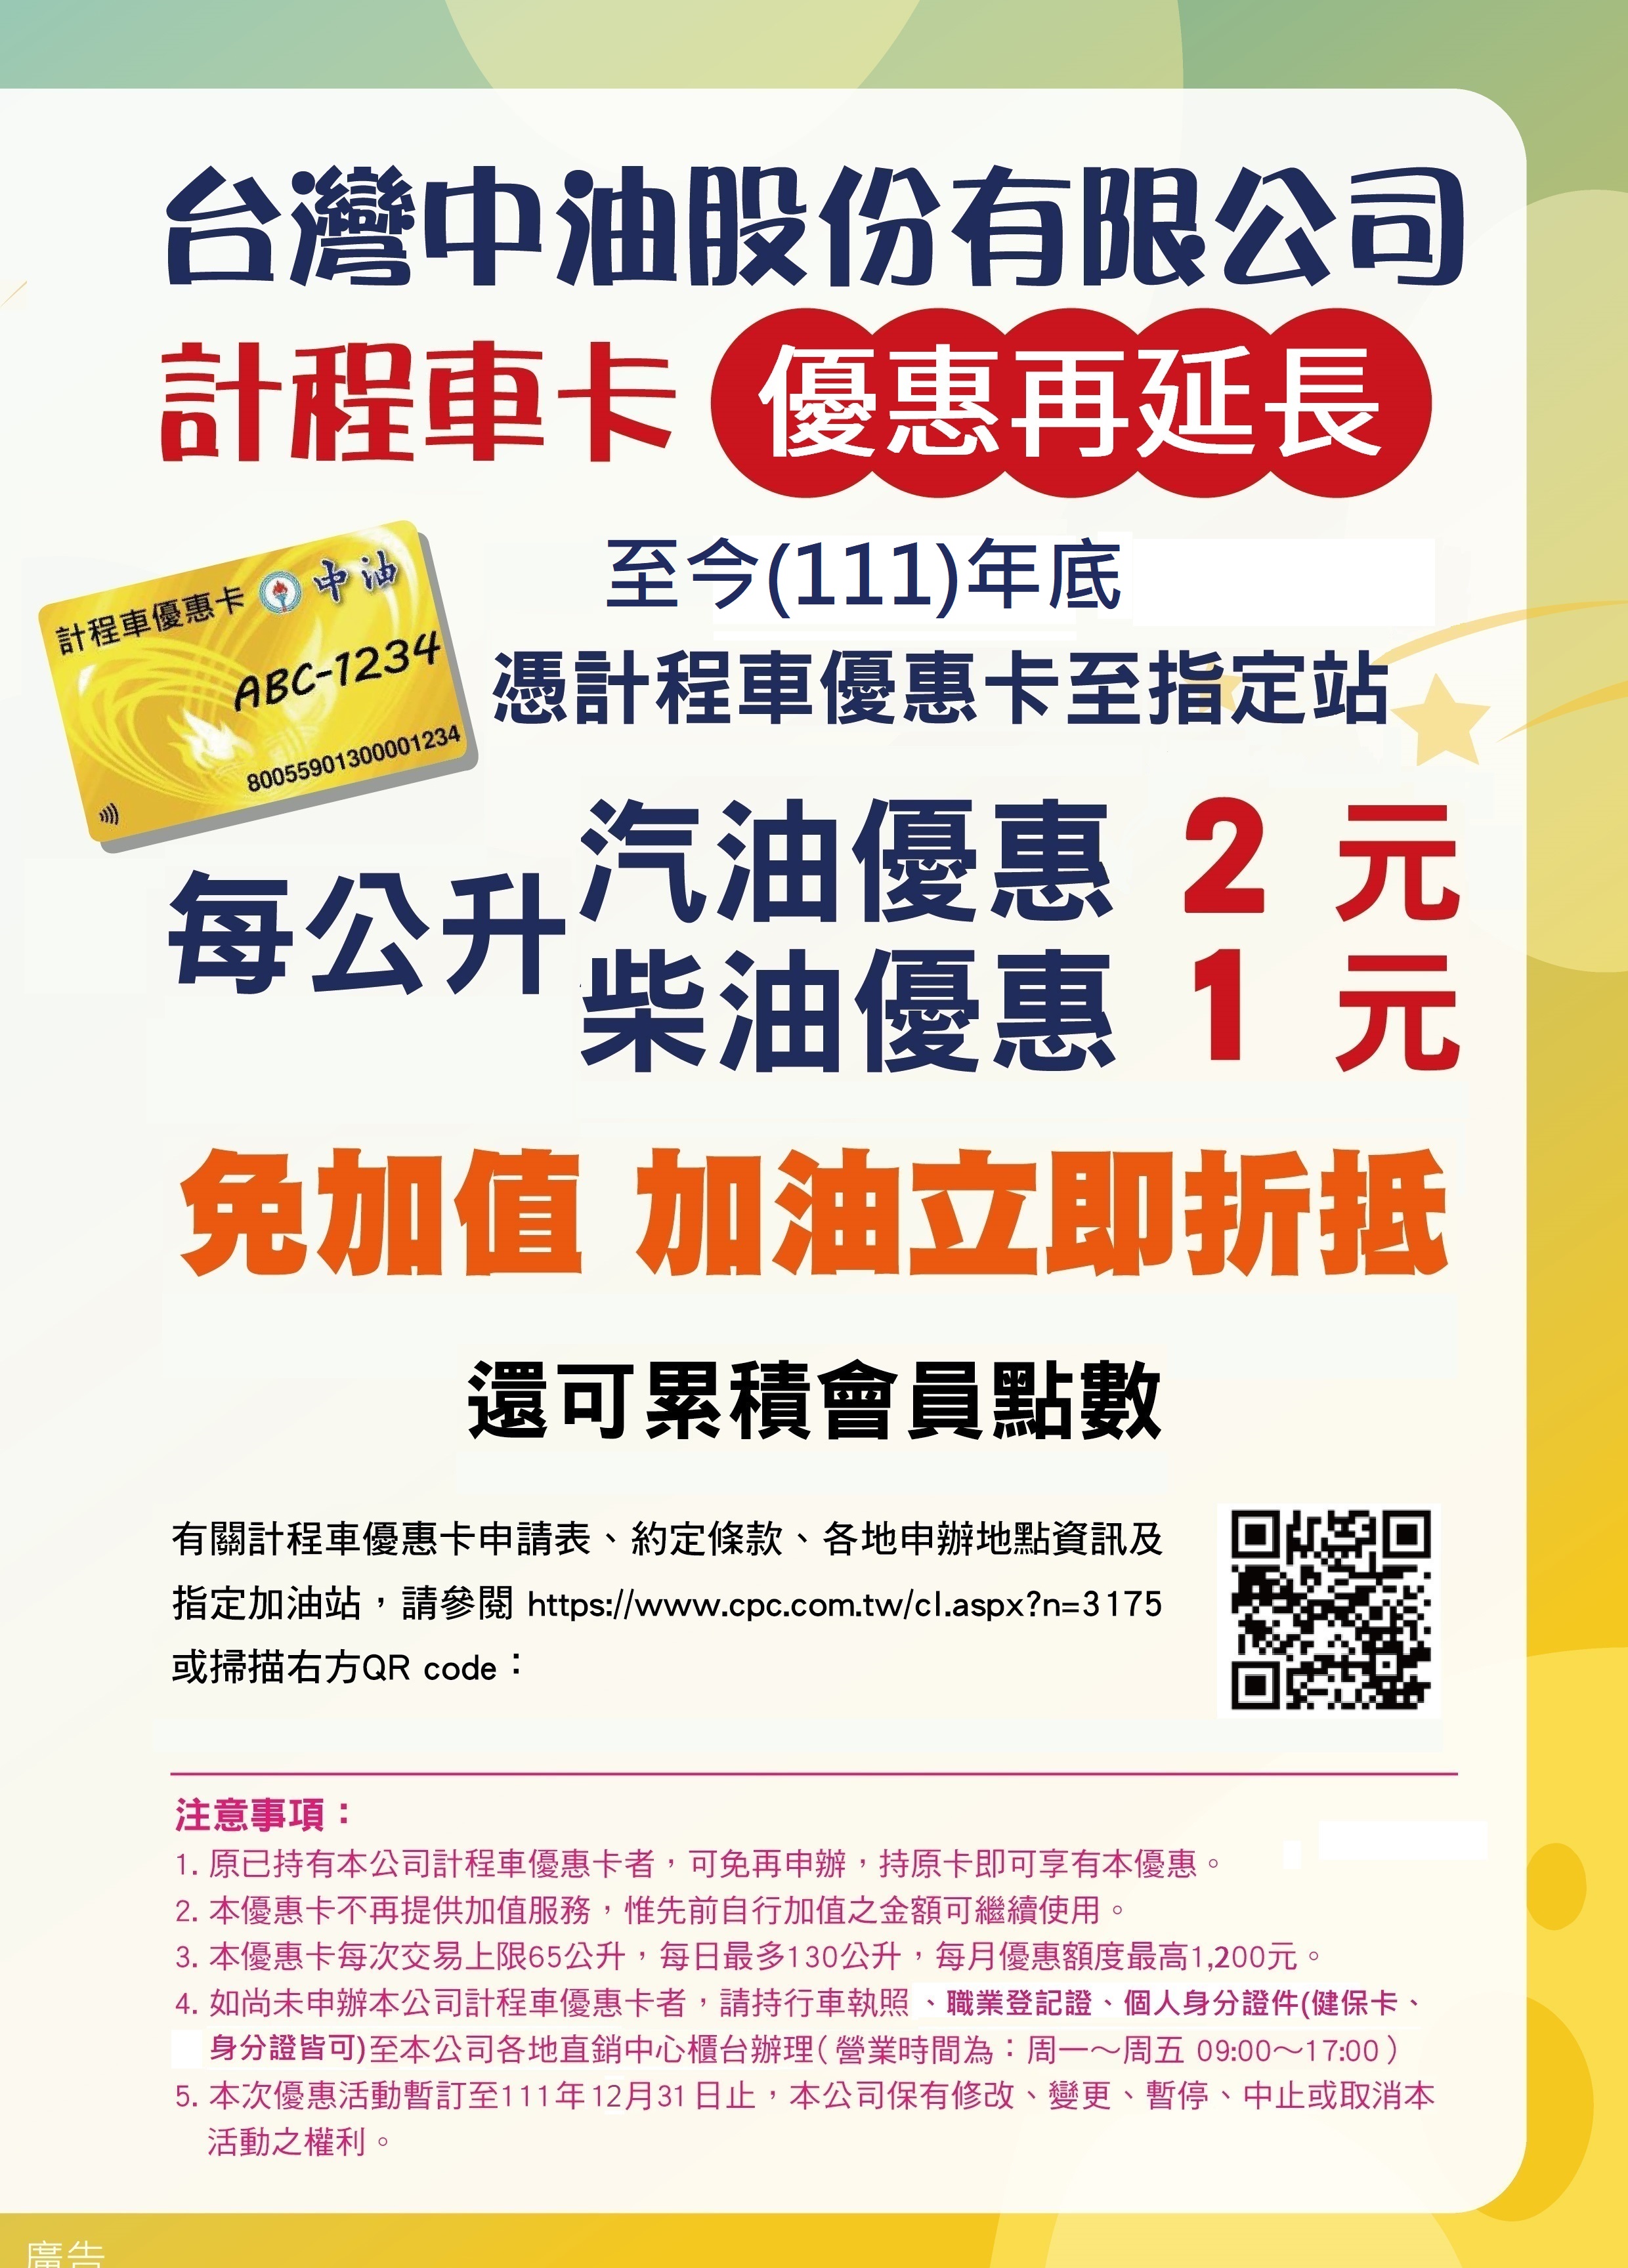 台灣中油股份有限公司
計程車卡 優惠再延長
至今(111)年底
計程車優惠卡 中油
ABC-1234
8005590130001234
憑計程車優惠卡至指定站
每公升
汽油優惠 2 元
柴油優惠 1 元
免加值 加油立即折抵
還可累積會員點數
有關計程車優惠卡申請表、約定條款、各地申辦地點資訊及
指定加油站，請參閱 https://www.cpc.com.tw/cl.aspx?n=3175
或掃描右方QR code：
注意事項：
1. 原已持有本公司計程車優惠卡者，可免再申辦，持原卡即可享有本優惠。
2. 本優惠卡不再提供加值服務，惟先前自行加值之金額可繼續使用。
3. 本優惠卡每次交易上限65公升，每日最多130公升，每月優惠額度最高1,200元。
4. 如尚未申辦本公司計程車優惠卡者，請持行車執照、職業登記證、個人身分證件(健保卡、
身分證皆可)至本公司各地直銷中心櫃台辦理(營業時間為：周一～周五 09:00～17:00)
5. 本次優惠活動暫訂至111年12月31日止，本公司保有修改、變更、暫停、中止或取消本
活動之權利。
廣告